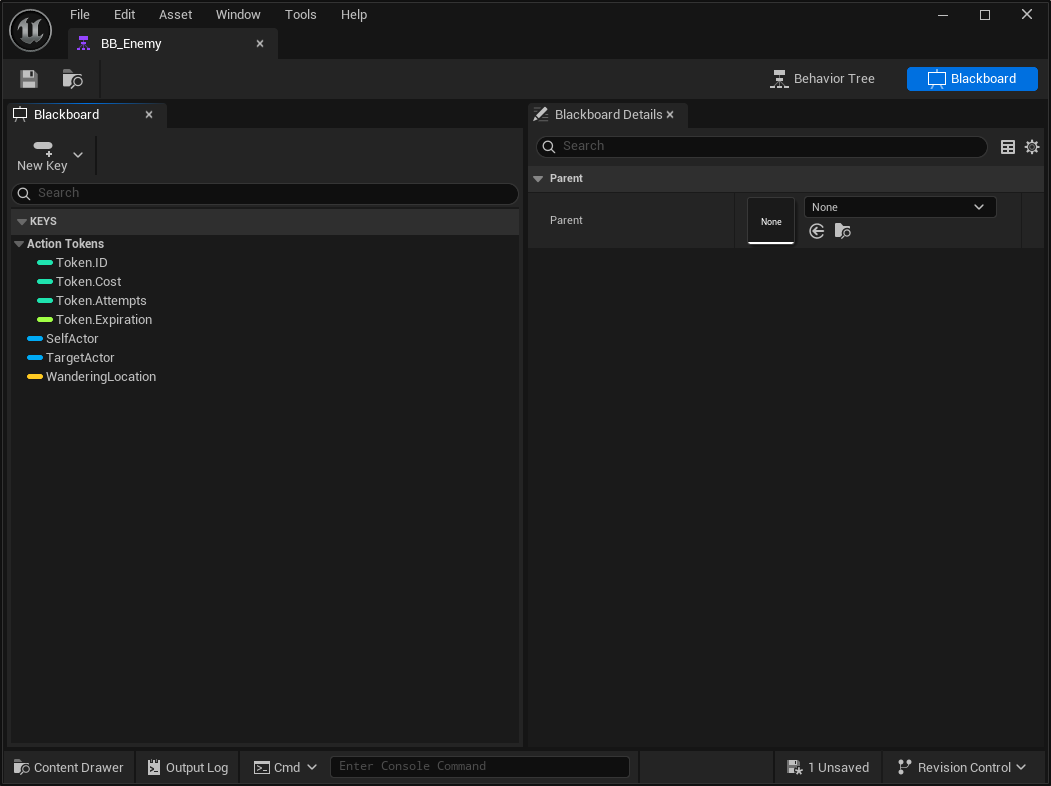 File Edit Asset Window Tools Help
BB_Enemy
Behavior Tree Blackboard
Blackboard
New Key
Search
KEYS
Action Tokens
Token.ID
Token.Cost
Token.Attempts
Token.Expiration
SelfActor
TargetActor
WanderingLocation
Blackboard Details
Search
Parent
Parent None None
Content Drawer Output Log Cmd Enter Console Command 1 Unsaved Revision Control